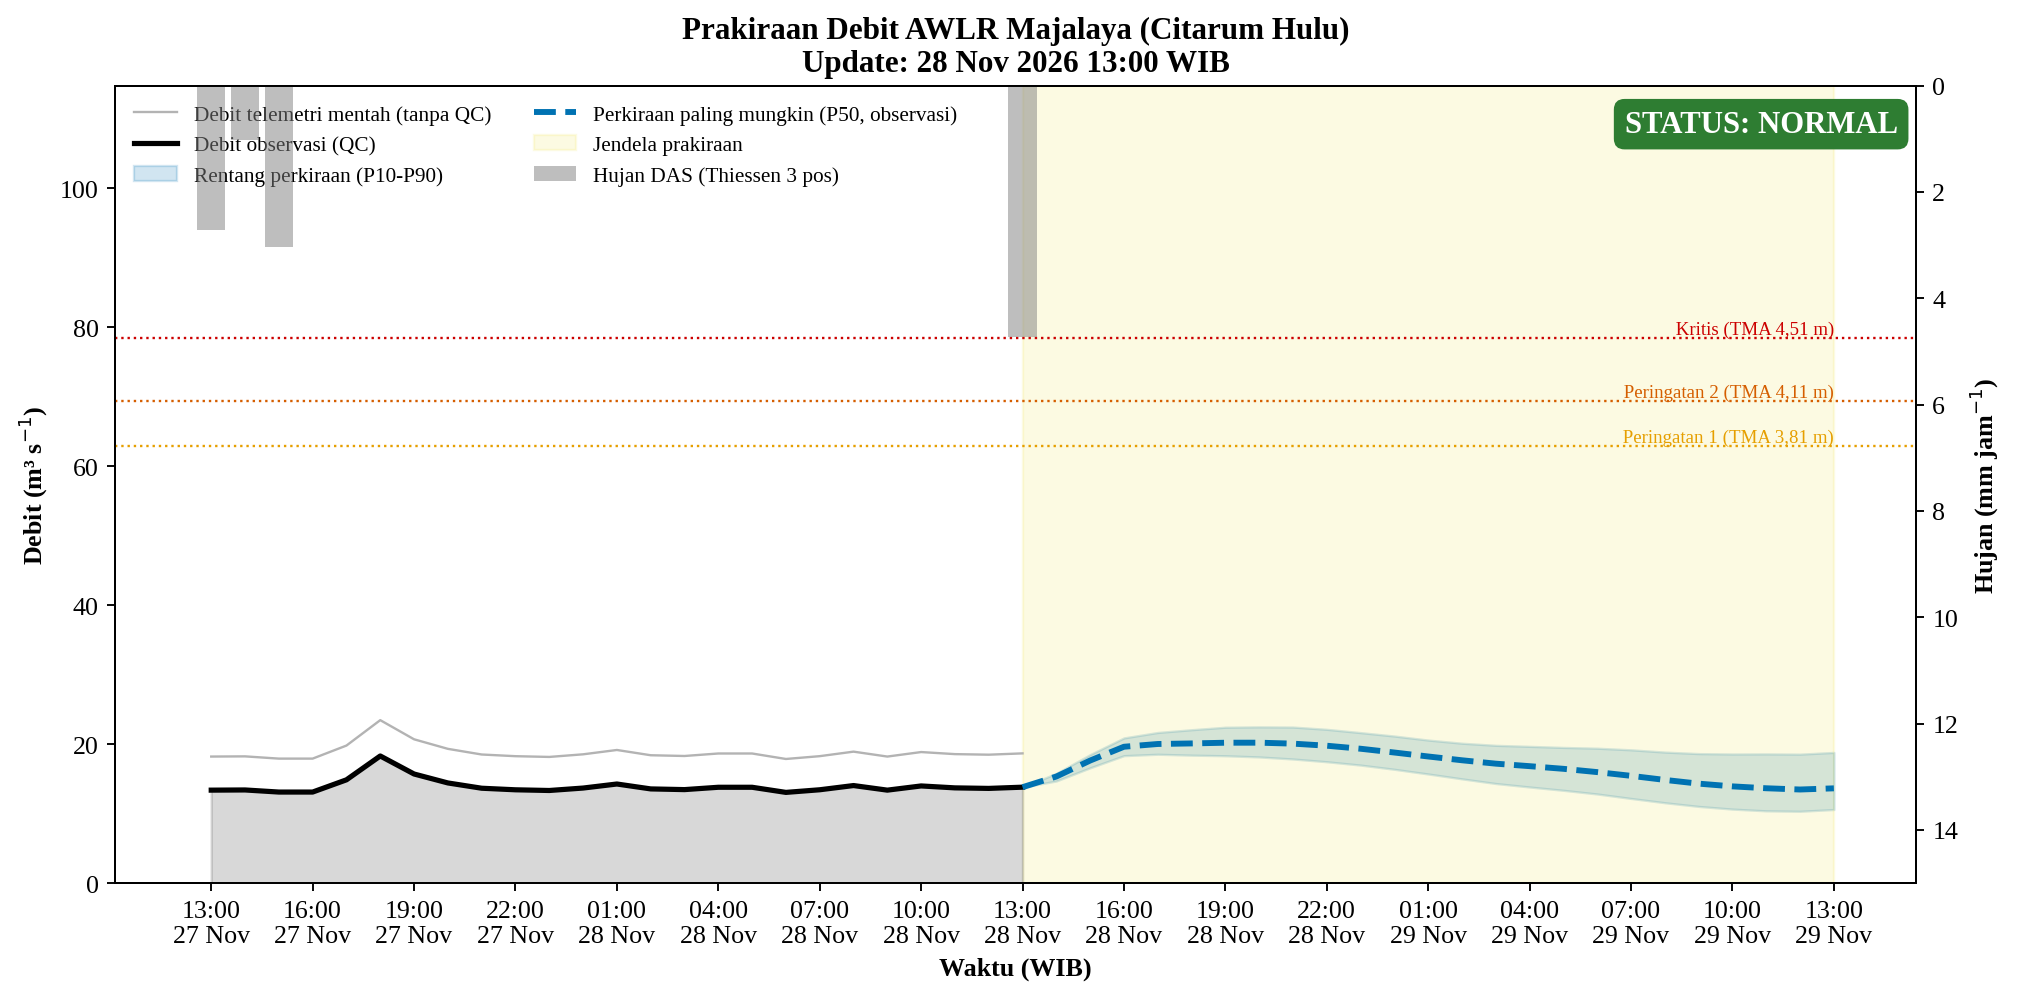 Prakiraan Debit AWLR Majalaya (Citarum Hulu)
Update: 28 Nov 2026 13:00 WIB
Debit telemetri mentah (tanpa QC)
Debit observasi (QC)
Rentang perkiraan (P10-P90)
Perkiraan paling mungkin (P50, observasi)
Jendela prakiraan
Hujan DAS (Thiessen 3 pos)
STATUS: NORMAL
Kritis (TMA 4,51 m)
Peringatan 2 (TMA 4,11 m)
Peringatan 1 (TMA 3,81 m)
Debit (m³ s⁻¹)
100
80
60
40
20
0
Hujan (mm jam⁻¹)
0
2
4
6
8
10
12
14
13:00 16:00 19:00 22:00 01:00 04:00 07:00 10:00 13:00 16:00 19:00 22:00 01:00 04:00 07:00 10:00 13:00
27 Nov 27 Nov 27 Nov 27 Nov 28 Nov 28 Nov 28 Nov 28 Nov 28 Nov 28 Nov 28 Nov 28 Nov 29 Nov 29 Nov 29 Nov 29 Nov 29 Nov
Waktu (WIB)